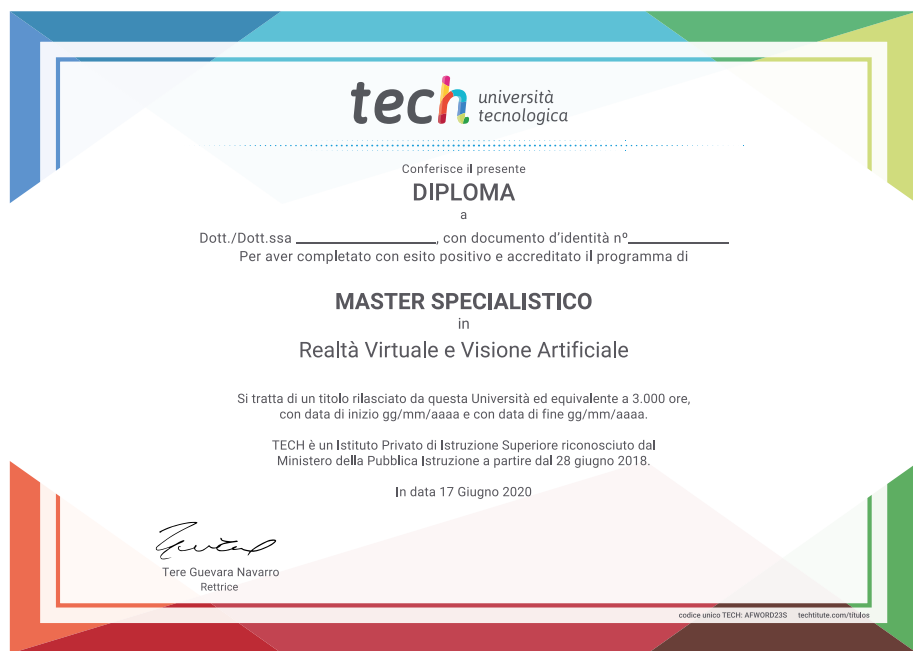 tech università
tecnologica
Conferisce il presente
DIPLOMA
a
Dott./Dott.ssa ________________, con documento d'identità nº____________
Per aver completato con esito positivo e accreditato il programma di
MASTER SPECIALISTICO
in
Realtà Virtuale e Visione Artificiale
Si tratta di un titolo rilasciato da questa Università ed equivalente a 3.000 ore,
con data di inizio gg/mm/aaaa e con data di fine gg/mm/aaaa.
TECH è un Istituto Privato di Istruzione Superiore riconosciuto dal
Ministero della Pubblica Istruzione a partire dal 28 giugno 2018.
In data 17 Giugno 2020
Tere Guevara Navarro
Rettrice
codice unico TECH: AFWORD23S techtitute.com/titulos